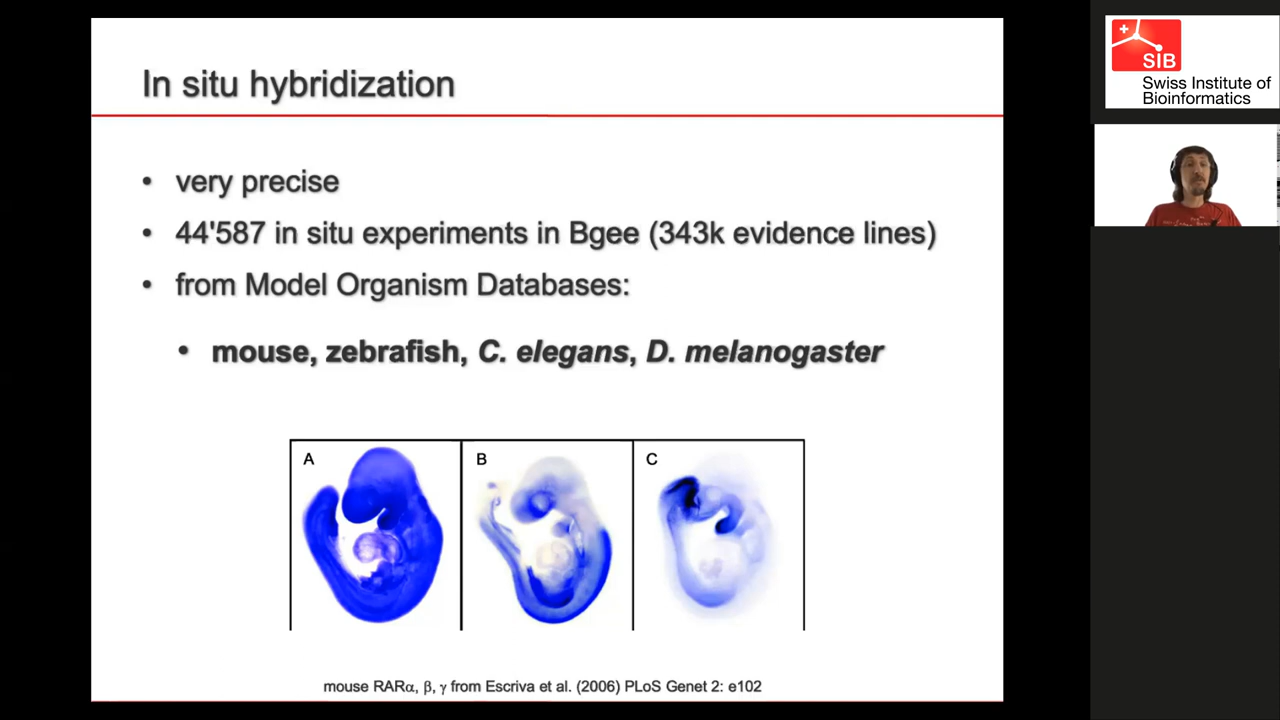 In situ hybridization
• very precise
• 44'587 in situ experiments in Bgee (343k evidence lines)
• from Model Organism Databases:
• mouse, zebrafish, C. elegans, D. melanogaster
A
B
C
mouse RARα, β, γ from Escriva et al. (2006) PLoS Genet 2: e102
SIB
Swiss Institute of
Bioinformatics